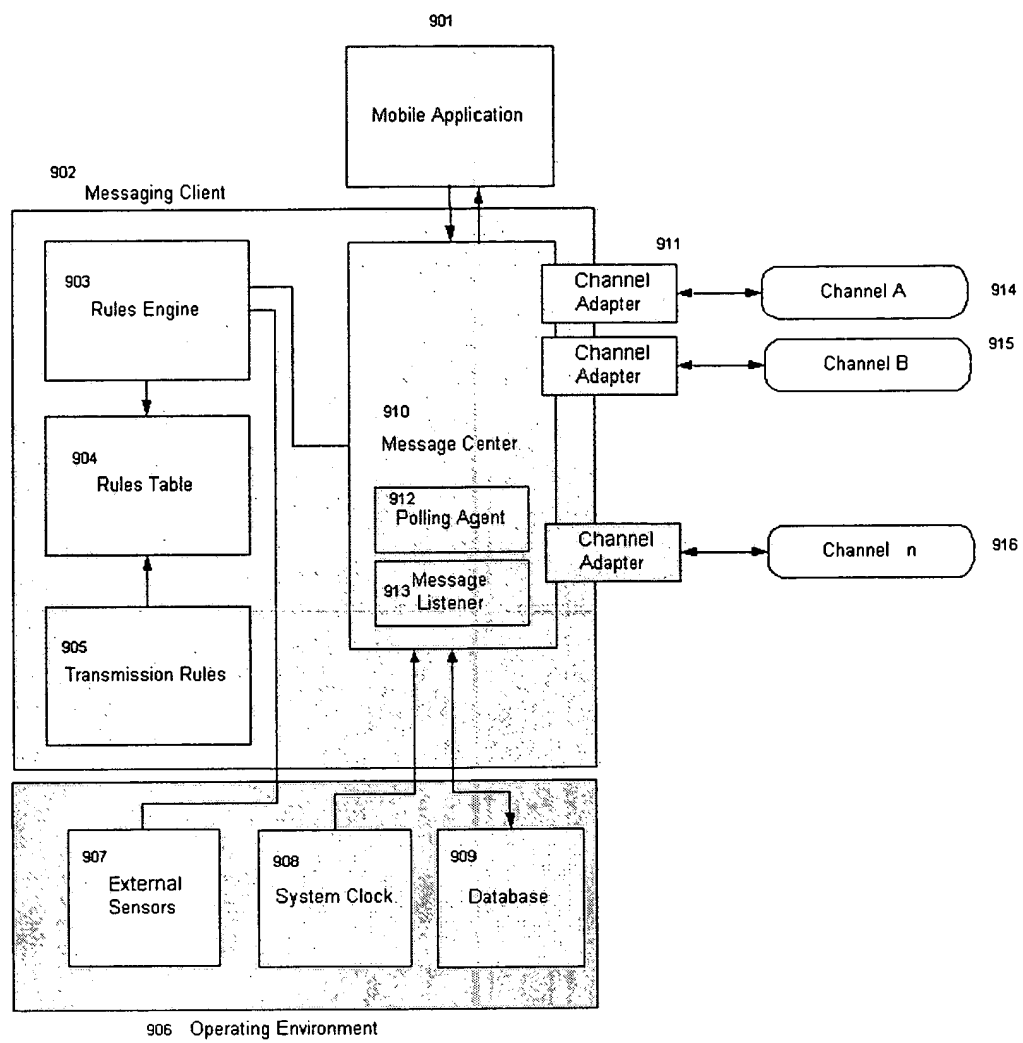 901
Mobile Application
902
Messaging Client
903
Rules Engine
904
Rules Table
905
Transmission Rules
910
Message Center
912
Polling Agent
913
Message
Listener
911
Channel
Adapter
Channel A
914
Channel
Adapter
Channel B
915
Channel
Adapter
Channel n
916
907
External
Sensors
908
System Clock
909
Database
906 Operating Environment